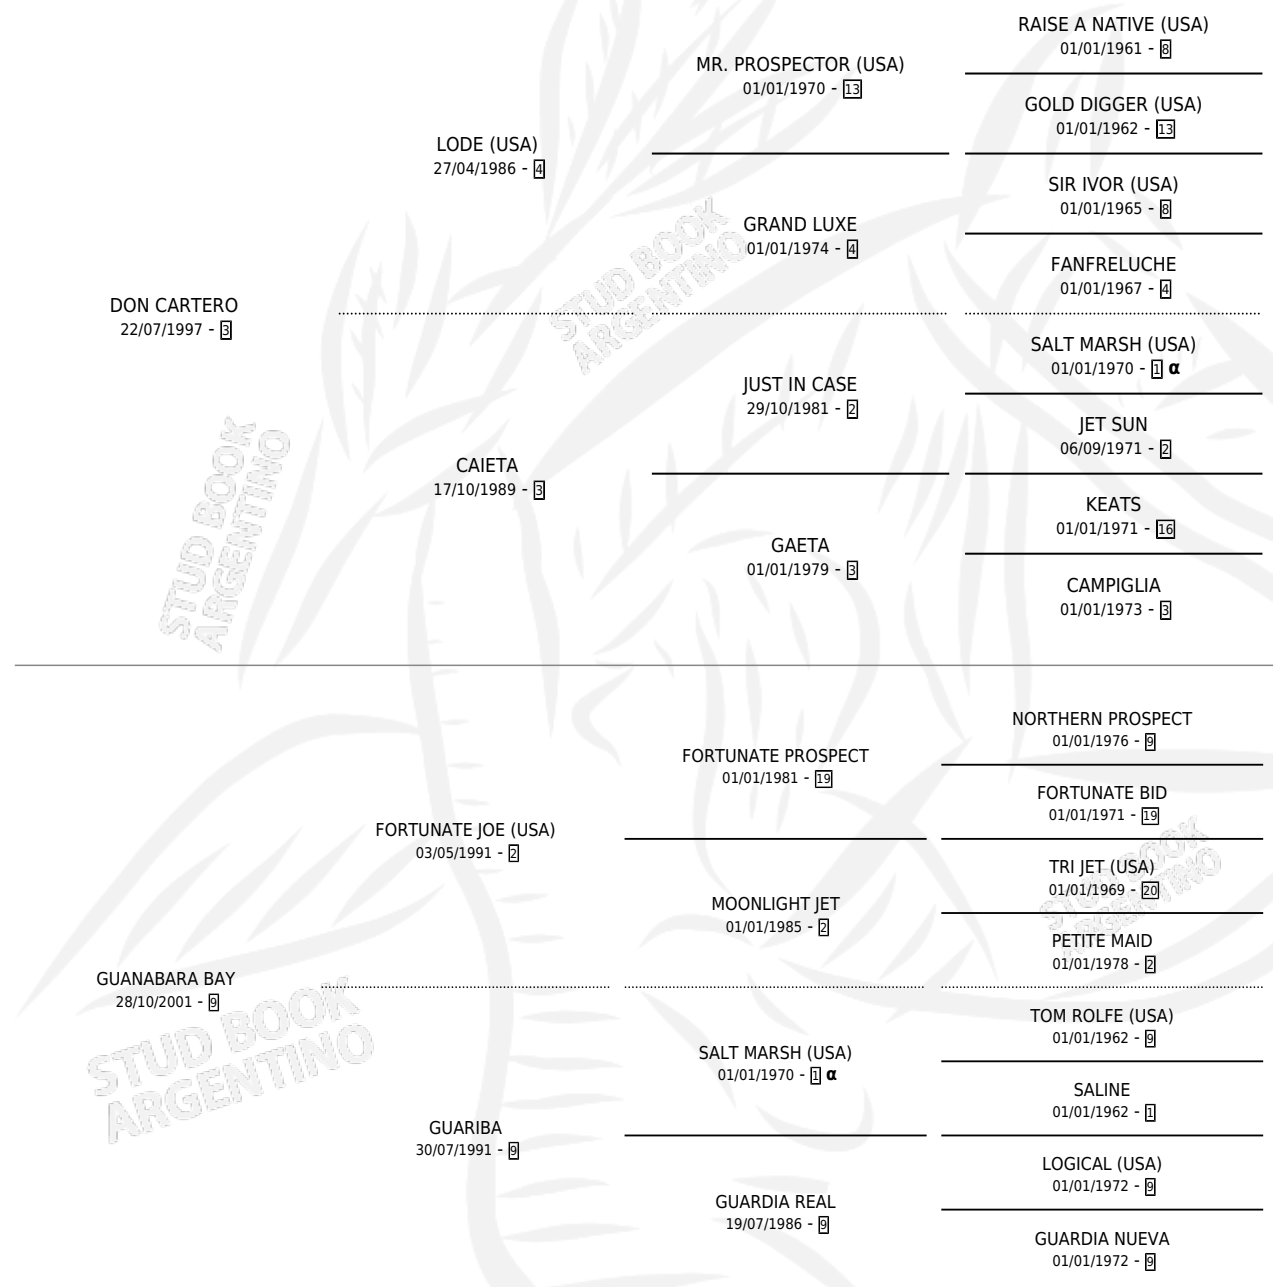 RAISE A NATIVE (USA)
01/01/1961 - 8
MR. PROSPECTOR (USA)
01/01/1970 - 13
GOLD DIGGER (USA)
01/01/1962 - 13
LODE (USA)
27/04/1986 - 4
SIR IVOR (USA)
01/01/1965 - 8
GRAND LUXE
01/01/1974 - 4
FANFRELUCHE
01/01/1967 - 4
DON CARTERO
22/07/1997 - 3
SALT MARSH (USA)
01/01/1970 - 1 α
JUST IN CASE
29/10/1981 - 2
JET SUN
06/09/1971 - 2
CAIETA
17/10/1989 - 3
KEATS
01/01/1971 - 16
GAETA
01/01/1979 - 3
CAMPIGLIA
01/01/1973 - 3
STUD BOOK
ARGENTINO
STUD BOOK
ARGENTINO
NORTHERN PROSPECT
01/01/1976 - 9
FORTUNATE PROSPECT
01/01/1981 - 19
FORTUNATE BID
01/01/1971 - 19
FORTUNATE JOE (USA)
03/05/1991 - 2
TRI JET (USA)
01/01/1969 - 20
MOONLIGHT JET
01/01/1985 - 2
PETITE MAID
01/01/1978 - 2
GUANABARA BAY
28/10/2001 - 9
TOM ROLFE (USA)
01/01/1962 - 9
SALT MARSH (USA)
01/01/1970 - 1 α
SALINE
01/01/1962 - 1
GUARIBA
30/07/1991 - 9
LOGICAL (USA)
01/01/1972 - 9
GUARDIA REAL
19/07/1986 - 9
GUARDIA NUEVA
01/01/1972 - 9
STUD BOOK
ARGENTINO
STUD BOOK
ARGENTINO